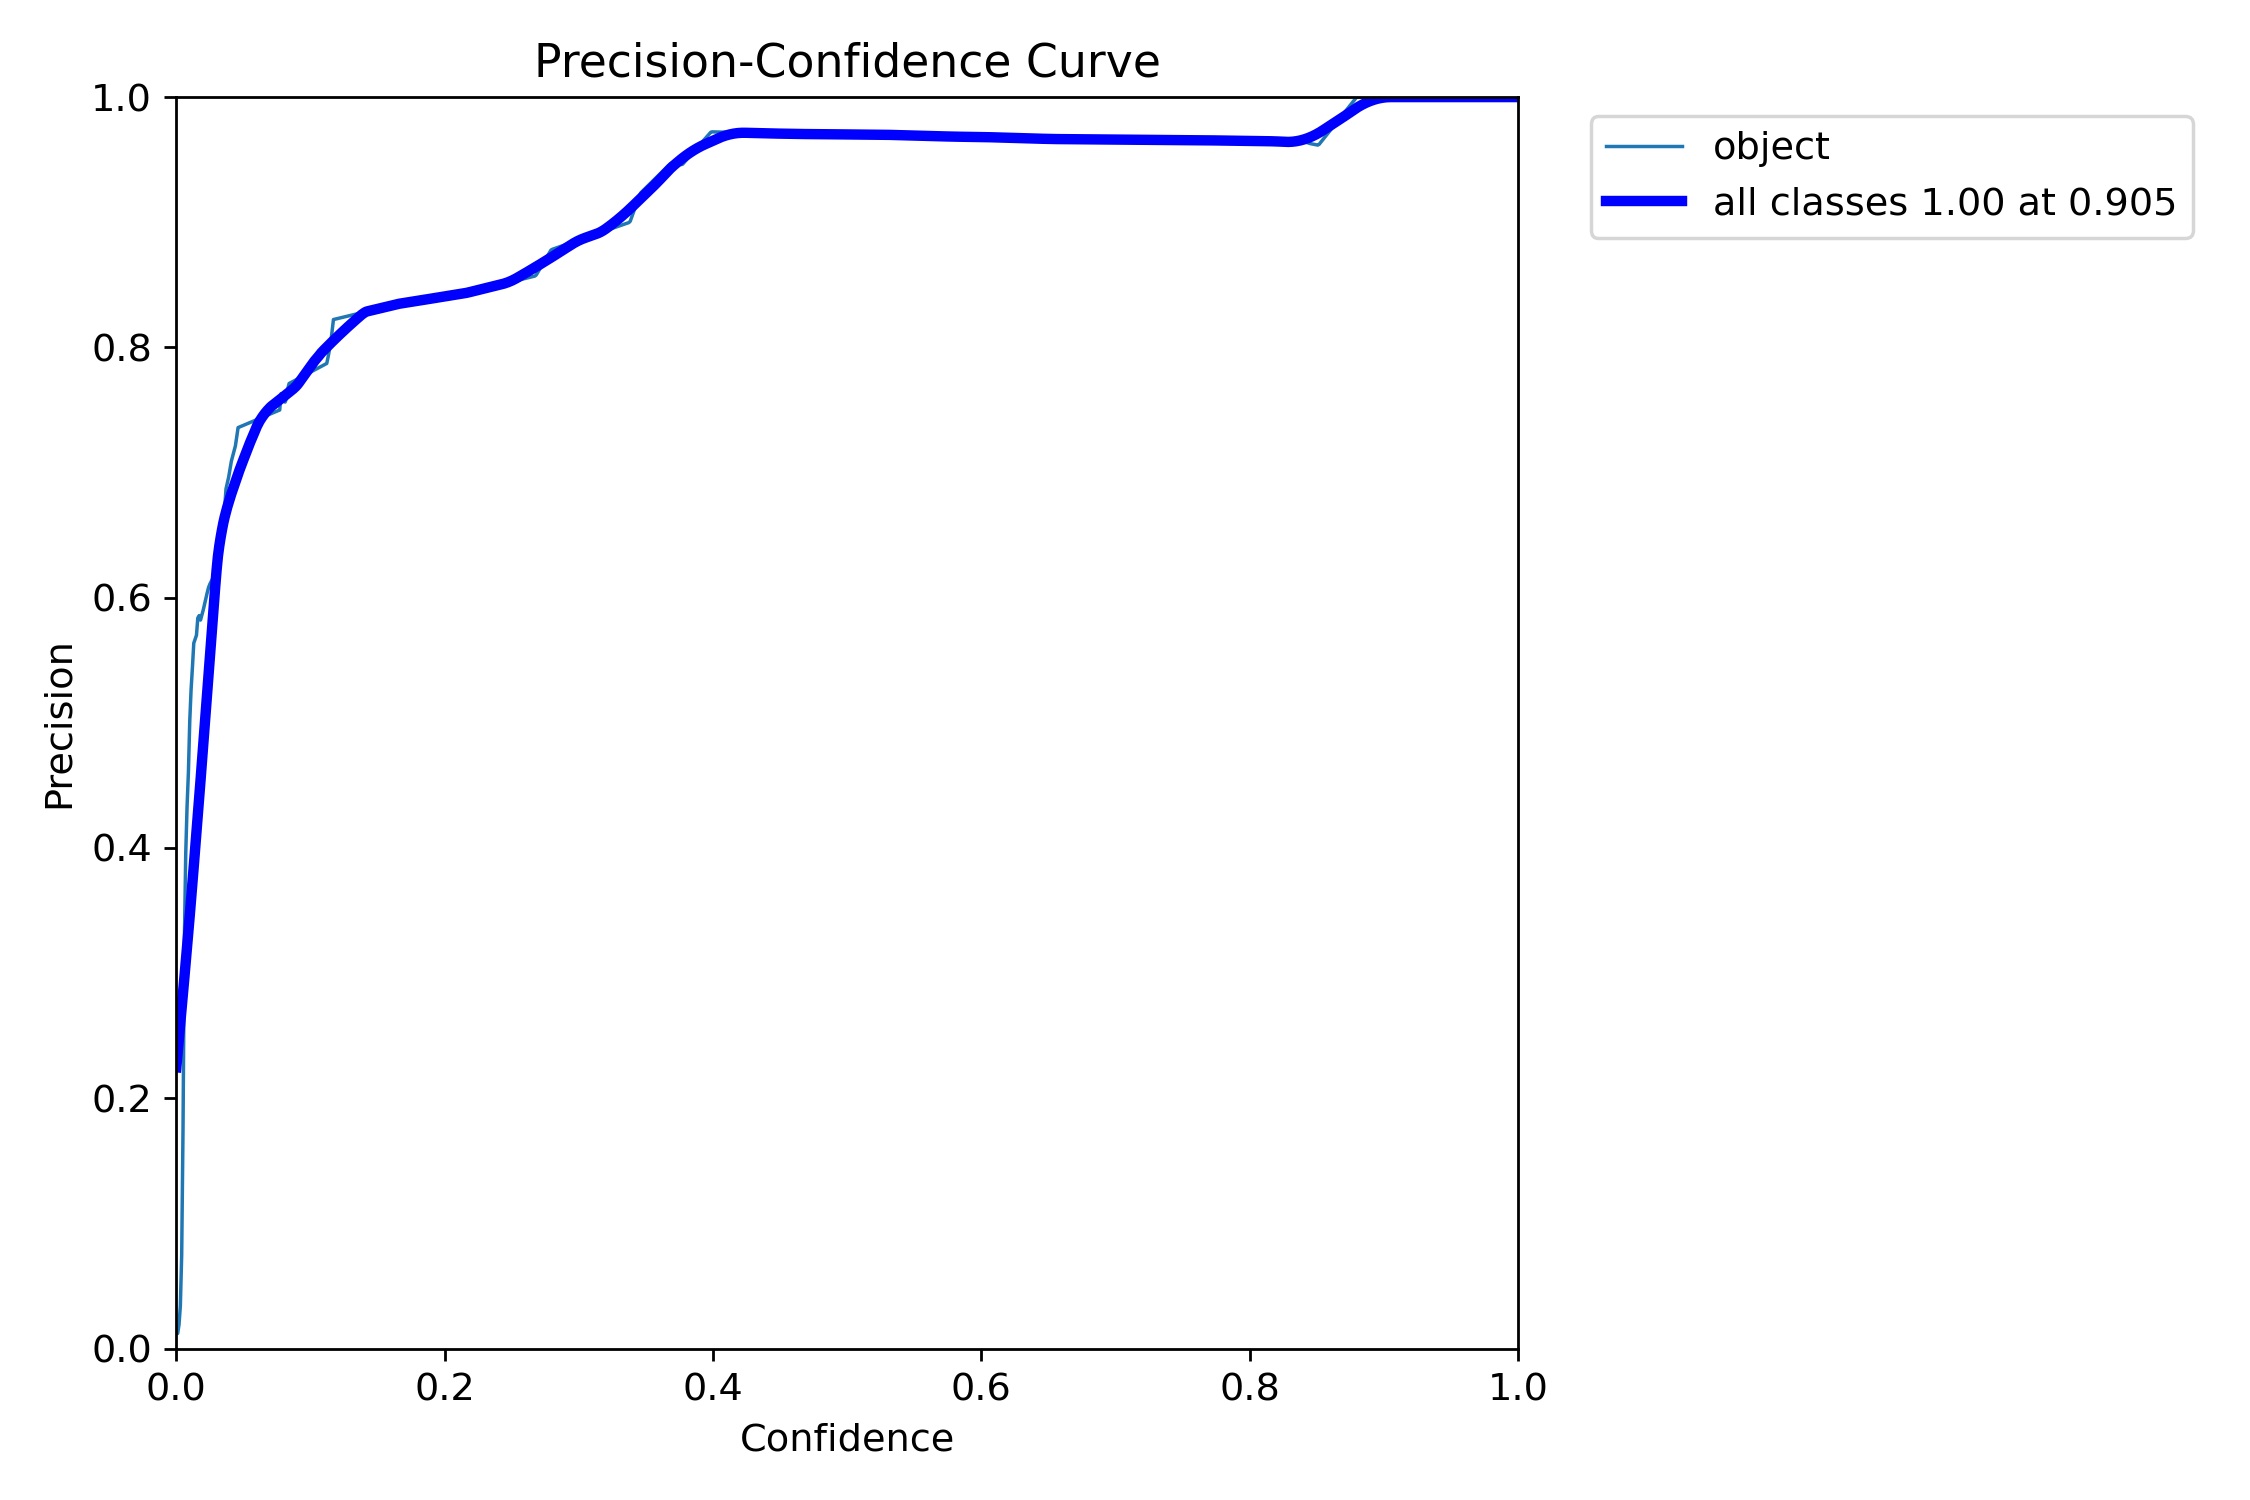 Precision-Confidence Curve
1.0
0.8
0.6
0.4
0.2
0.0
Precision
0.0 0.2 0.4 0.6 0.8 1.0
Confidence
object
all classes 1.00 at 0.905